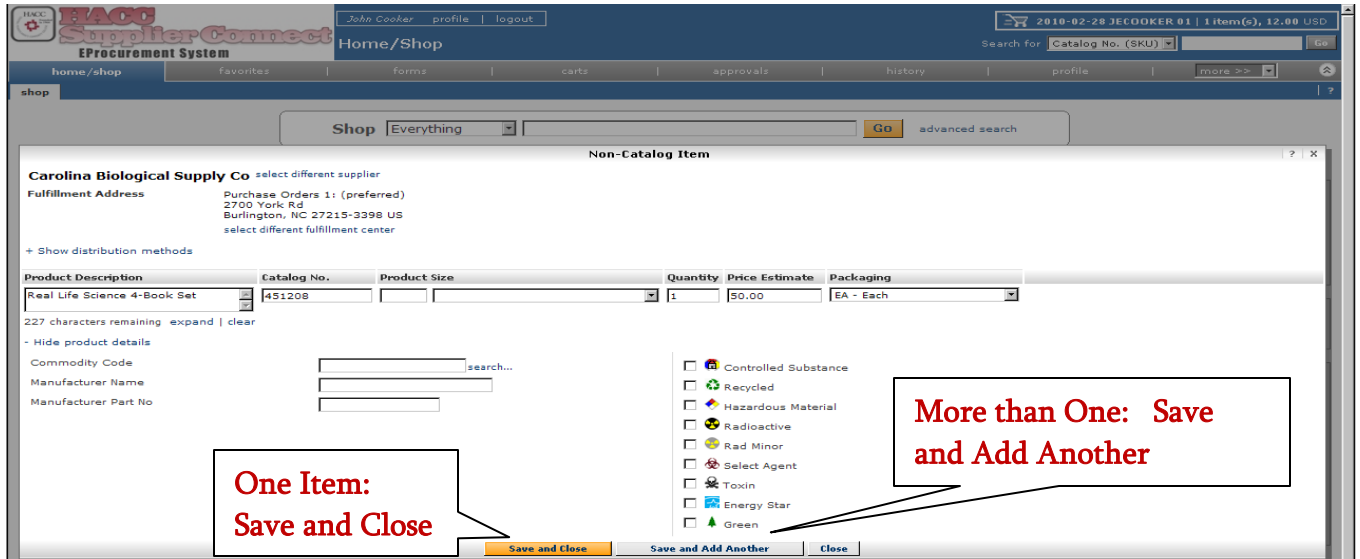 HACC
HACC
Supplier Connect
EProcurement System
John Cooker profile | logout
Home/Shop
2010-02-28 JECOOKER 01 | 1 item(s), 12.00 USD
Search for Catalog No. (SKU) Go
home/shop favorites | forms | carts | approvals | history | profile | more >>
shop | ?
Shop Everything Go advanced search
Non-Catalog Item ? X
Carolina Biological Supply Co select different supplier
Fulfillment Address Purchase Orders 1: (preferred)
2700 York Rd
Burlington, NC 27215-3398 US
select different fulfillment center
+ Show distribution methods
Product Description Catalog No. Product Size Quantity Price Estimate Packaging
Real Life Science 4-Book Set 451208 1 50.00 EA - Each
227 characters remaining expand | clear
- Hide product details
Commodity Code search...
Manufacturer Name
Manufacturer Part No
Controlled Substance
Recycled
Hazardous Material
Radioactive
Rad Minor
Select Agent
Toxin
Energy Star
Green
More than One: Save
and Add Another
One Item:
Save and Close
Save and Close Save and Add Another Close